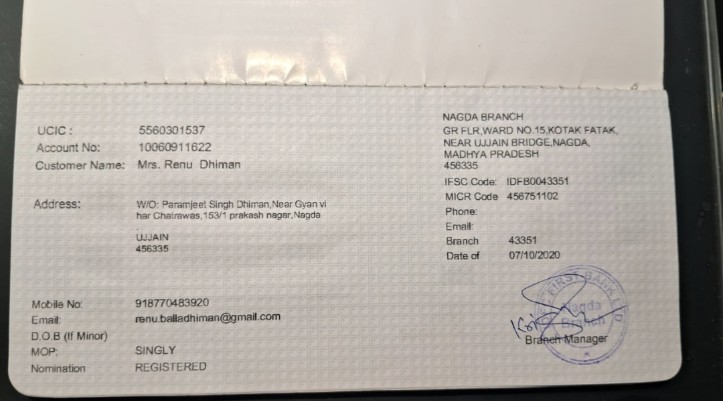 UCIC : 5560301537
Account No: 10060911622
Customer Name: Mrs. Renu Dhiman
Address: W/O: Paramjeet Singh Dhiman,Near Gyan vi
har Chatrawas,153/1 prakash nagar,Nagda
.
UJJAIN
456335
Mobile No: 918770483920
Email: renu.balladhiman@gmail.com
D.O.B (If Minor)
MOP: SINGLY
Nomination REGISTERED
NAGDA BRANCH
GR FLR,WARD NO.15,KOTAK FATAK,
NEAR UJJAIN BRIDGE,NAGDA,
MADHYA PRADESH
456335
IFSC Code: IDFB0043351
MICR Code 456751102
Phone:
Email:
Branch 43351
Date of 07/10/2020
FIRST BANK LTD
Nagda
Branch
Branch Manager